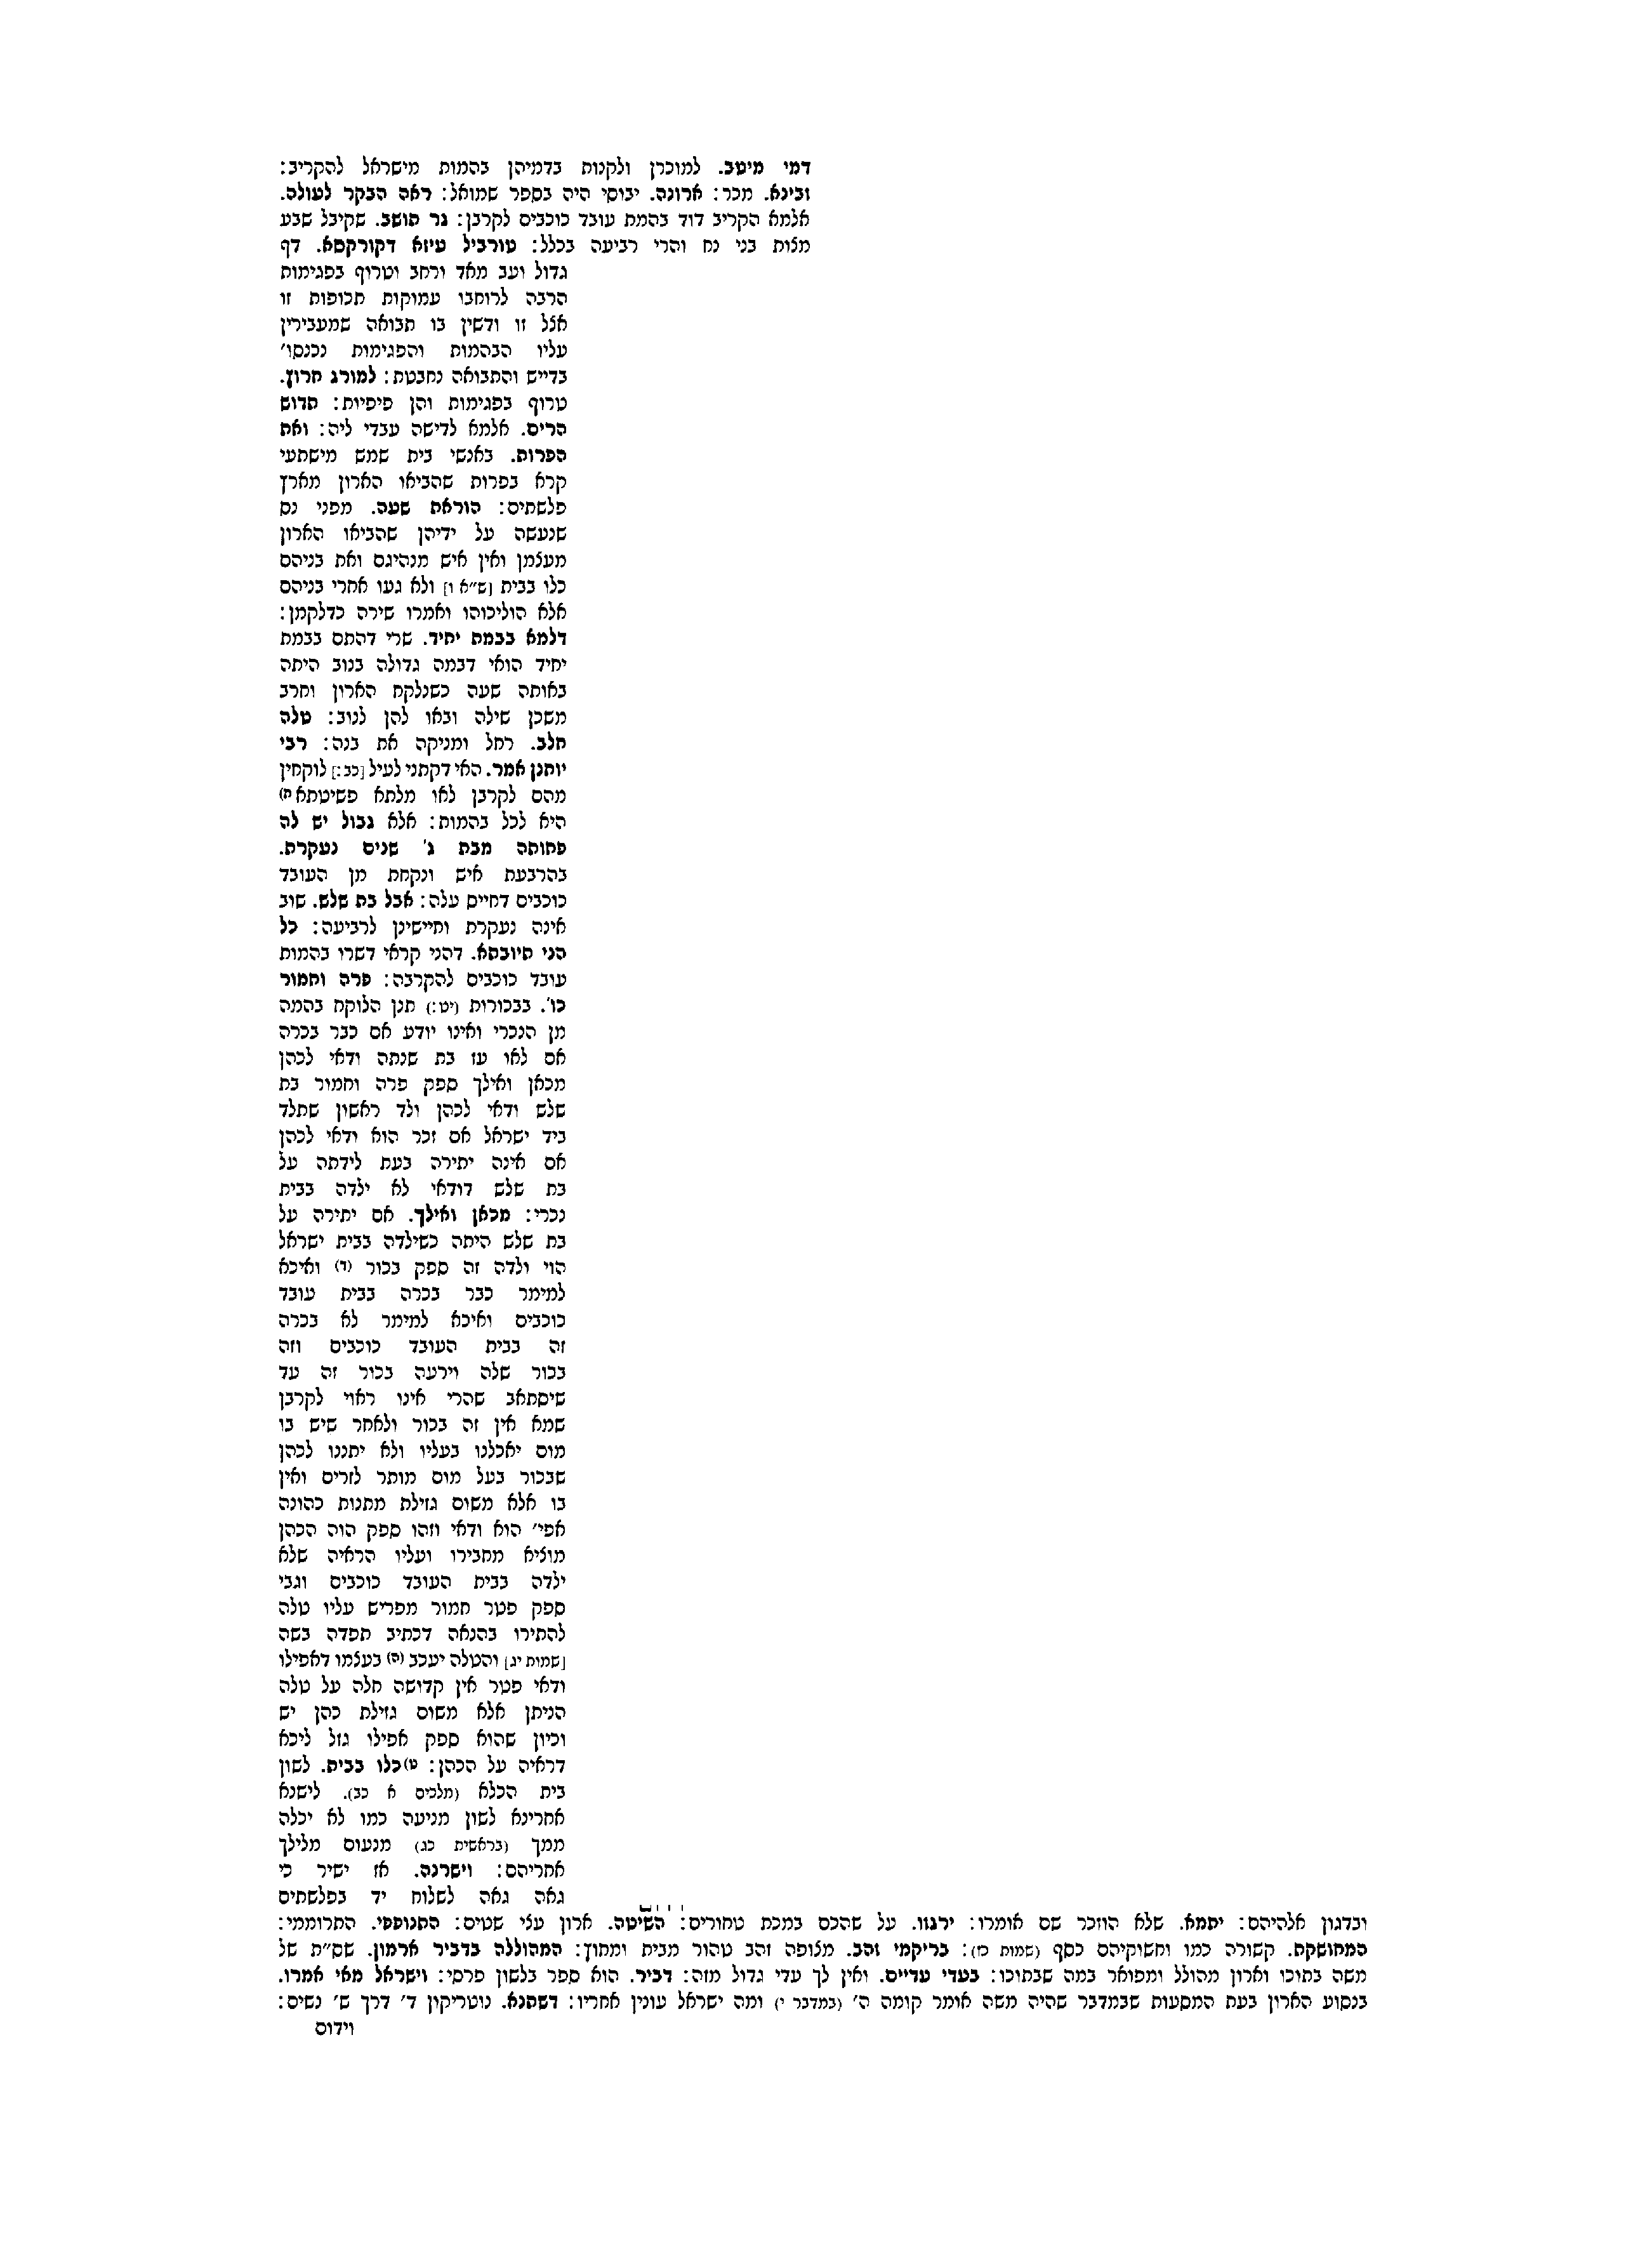 דמי מיטב. למוכרן ולקנות בדמיהן בהמות מישראל להקריב:
זבינא. מכר: ארונה. יבוסי היה בספר שמואל: ראה הבקר לעולה.
אלמא הקריב דוד בהמת עובד כוכבים לקרבן: גר תושב. שקיבל שבע
מצות בני נח והרי רביעה בכלל: טורביל עיזא דקורקסא. דף
גדול ועב מאד ורחב וטרוף בפגימות
הרבה לרוחבו עמוקות תכופות זו
אצל זו ודשין בו תבואה שמעבירין
עליו הבהמות והפגימות נכנסו'
בדייש והתבואה נחבטת: למורג חרוץ.
טרוף בפגימות והן פיפיות: תדוש
הרים. אלמא לדישה עבדי ליה: ואת
הפרות. באנשי בית שמש מישתעי
קרא בפרות שהביאו הארון מארץ
פלשתים: הוראת שעה. מפני נס
שנעשה על ידיהן שהביאו הארון
מעצמן ואין איש מנהיגם ואת בניהם
כלו בבית [ש"א ו] ולא געו אחרי בניהם
אלא הוליכוהו ואמרו שירה כדלקמן:
דלמא בבמת יחיד. שרי דהתם בבמת
יחיד הואי דבמה גדולה בנוב היתה
באותה שעה כשנלקח הארון וחרב
משכן שילה ובאו להן לנוב: טלה
חלב. רחל ומניקה את בנה: רבי
יוחנן אמר. האי דקתני לעיל [כב:] לוקחין
מהם לקרבן לאו מלתא פשיטתא ח)
היא לכל בהמות: אלא גבול יש לה
פחותה מבת ג' שנים נעקרת.
בהרבעת איש ונקחת מן העובד
כוכבים דחיים עלה: אבל בת שלש. שוב
אינה נעקרת וחיישינן לרביעה: כל
הני תיובתא. דהני קראי דשרו בהמות
עובד כוכבים להקרבה: פרה וחמור
כו'. בבכורות (יט:) תנן הלוקח בהמה
מן הנכרי ואינו יודע אם כבר בכרה
אם לאו עז בת שנתה ודאי לכהן
מכאן ואילך ספק פרה וחמור בת
שלש ודאי לכהן ולד ראשון שתלד
ביד ישראל אם זכר הוא ודאי לכהן
אם אינה יתירה בעת לידתה על
בת שלש דודאי לא ילדה בבית
נכרי: מכאן ואילך. אם יתירה על
בת שלש היתה כשילדה בבית ישראל
הוי ולדה זה ספק בכור (ד) ואיכא
למימר כבר בכרה בבית עובד
כוכבים ואיכא למימר לא בכרה
זה בבית העובד כוכבים וזה
בכור שלה וירעה בכור זה עד
שיסתאב שהרי אינו ראוי לקרבן
שמא אין זה בכור ולאחר שיש בו
מום יאכלנו בעליו ולא יתננו לכהן
שבכור בעל מום מותר לזרים ואין
בו אלא משום גזילת מתנות כהונה
אפי' הוא ודאי וזהו ספק הוה הכהן
מוציא מחבירו ועליו הראיה שלא
ילדה בבית העובד כוכבים וגבי
ספק פטר חמור מפריש עליו טלה
להתירו בהנאה דכתיב תפדה בשה
[שמות יג] והטלה יעכב (ה) בעצמו דאפילו
ודאי פטר אין קדושה חלה על טלה
הניתן אלא משום גזילת כהן יש
וכיון שהוא ספק אפילו גזל ליכא
דראיה על הכהן: ט) כלו בבית. לשון
בית הכלא (מלכים א כב). לישנא
אחרינא לשון מניעה כמו לא יכלה
ממך (בראשית כג) מנעום מלילך
אחריהם: וישרנה. אז ישיר כי
גאה גאה לשלוח יד בפלשתים
ובדגון אלהיהם: יתמא. שלא הוזכר שם אומרו: ירגזו. על שהכם במכת טחורים: השיטה. ארון עצי שטים: התנופפי. התרוממי:
המחושקת. קשורה כמו וחשוקיהם כסף (שמות כז): בריקמי זהב. מצופה זהב טהור מבית ומחוץ: המהוללה בדביר ארמון. שס"ת של
משה בתוכו וארון מהולל ומפואר במה שבתוכו: בעדי עדיים. ואין לך עדי גדול מזה: דביר. הוא ספר בלשון פרסי: וישראל מאי אמרו.
בנסוע הארון בעת המסעות שבמדבר שהיה משה אומר קומה ה' (במדבר י) ומה ישראל עונין אחריו: דשתנא. נוטריקון ד' דרך ש' נשים:
וידוס